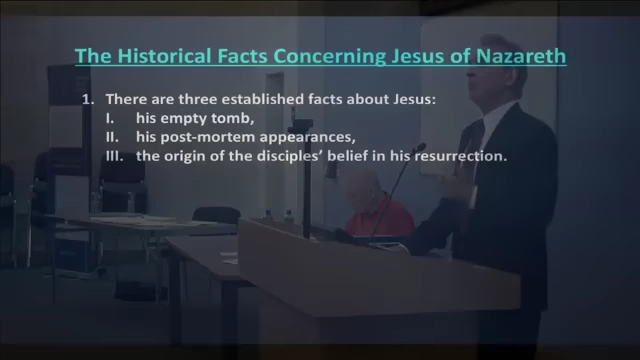 The Historical Facts Concerning Jesus of Nazareth
1. There are three established facts about Jesus:
I. his empty tomb,
II. his post-mortem appearances,
III. the origin of the disciples’ belief in his resurrection.